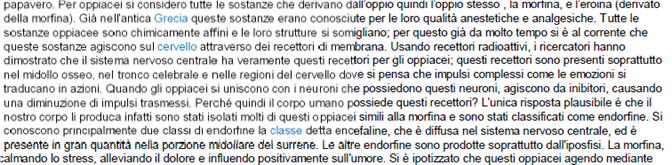 papavero. Per oppiacei si considero tutte le sostanze che derivano dall'oppio quindi l'oppio stesso , la morfina, e l'eroina (derivato
della morfina). Già nell'antica Grecia queste sostanze erano conosciute per le loro qualità anestetiche e analgesiche. Tutte le
sostanze oppiacee sono chimicamente affini e le loro strutture si somigliano; per questo già da molto tempo si è al corrente che
queste sostanze agiscono sul cervello attraverso dei recettori di membrana. Usando recettori radioattivi, i ricercatori hanno
dimostrato che il sistema nervoso centrale ha veramente questi recettori per gli oppiacei; questi recettori sono presenti soprattutto
nel midollo osseo, nel tronco celebrale e nelle regioni del cervello dove si pensa che impulsi complessi come le emozioni si
traducano in azioni. Quando gli oppiacei si uniscono con i neuroni che possiedono questi neuroni, agiscono da inibitori, causando
una diminuzione di impulsi trasmessi. Perché quindi il corpo umano possiede questi recettori? L'unica risposta plausibile è che il
nostro corpo li produca infatti sono stati isolati molti di questi oppiacei simili alla morfina e sono stati classificati come endorfine. Si
conoscono principalmente due classi di endorfine la classe detta encefaline, che è diffusa nel sistema nervoso centrale, ed è
presente in gran quantità nella porzione midollare del surrene. Le altre endorfine sono prodotte soprattutto dall'ipofisi. La morfina,
calmando lo stress, alleviando il dolore e influendo positivamente sull'umore. Si è ipotizzato che questi oppiacei agendo mediante